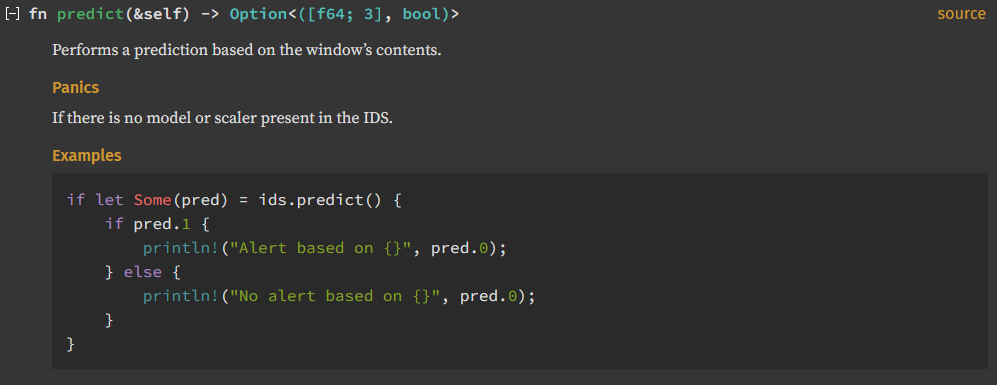 [-] fn predict(&self) -> Option<([f64; 3], bool)> source
Performs a prediction based on the window’s contents.
Panics
If there is no model or scaler present in the IDS.
Examples
if let Some(pred) = ids.predict() {
    if pred.1 {
        println!("Alert based on {}", pred.0);
    } else {
        println!("No alert based on {}", pred.0);
    }
}